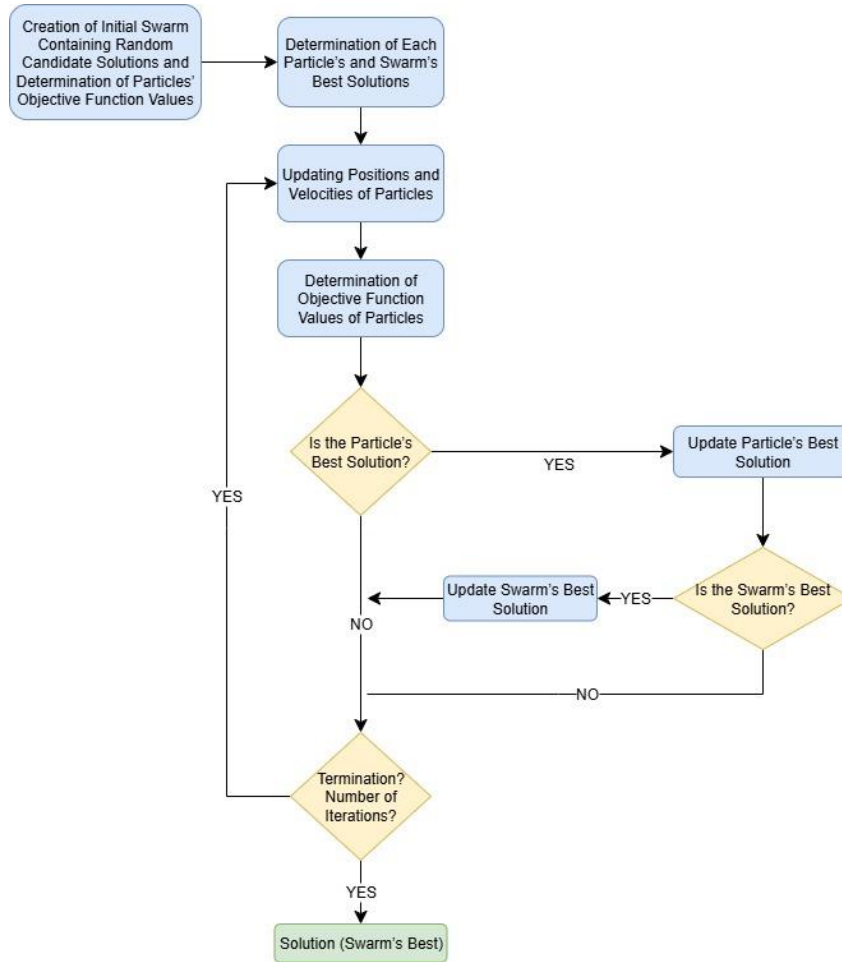 Creation of Initial Swarm
Containing Random
Candidate Solutions and
Determination of Particles'
Objective Function Values
Determination of Each
Particle's and Swarm's
Best Solutions
Updating Positions and
Velocities of Particles
Determination of
Objective Function
Values of Particles
Is the Particle's
Best Solution?
YES
Update Particle's Best
Solution
YES
Is the Swarm's Best
Solution?
YES
Update Swarm's Best
Solution
NO
NO
Termination?
Number of
Iterations?
YES
Solution (Swarm's Best)